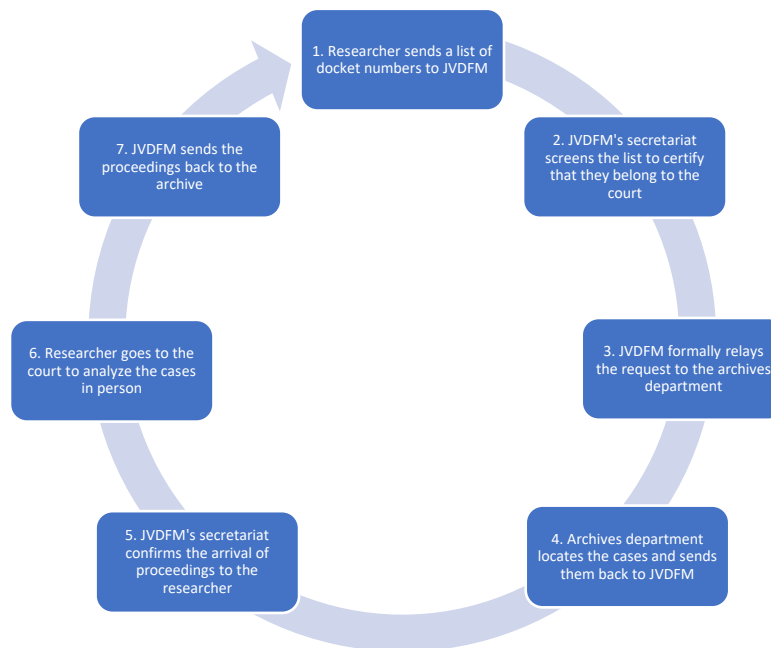 1. Researcher sends a list of
docket numbers to JVDFM
2. JVDFM's secretariat
screens the list to certify
that they belong to the
court
3. JVDFM formally relays
the request to the archives
department
4. Archives department
locates the cases and sends
them back to JVDFM
5. JVDFM's secretariat
confirms the arrival of
proceedings to the
researcher
6. Researcher goes to the
court to analyze the cases
in person
7. JVDFM sends the
proceedings back to the
archive